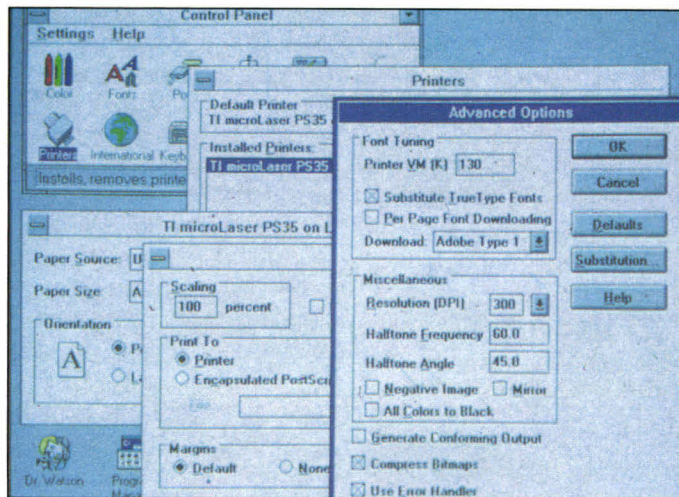 Control Panel
Settings Help
Color
Fonts
Printers
International
Installs, removes printe
Printers
Default Printer
TI microLaser PS35
Installed Printers:
TI microLaser PS35
TI microLaser PS35 on L
Paper Source:
Paper Size
Orientation
A
Scaling
100 percent
Print To
Printer
Encapsulated PostScri
File
Margins
Default
None
Dr. Watson
Advanced Options
Font Tuning
Printer VM (K) 130
Substitute TrueType Fonts
Per Page Font Downloading
Download: Adobe Type 1
Miscellaneous
Resolution (DPI) 300
Halftone Frequency 60.0
Halftone Angle 45.0
Negative Image Mirror
All Colors to Black
Generate Conforming Output
Compress Bitmaps
Use Error Handler
OK
Cancel
Defaults
Substitution...
Help